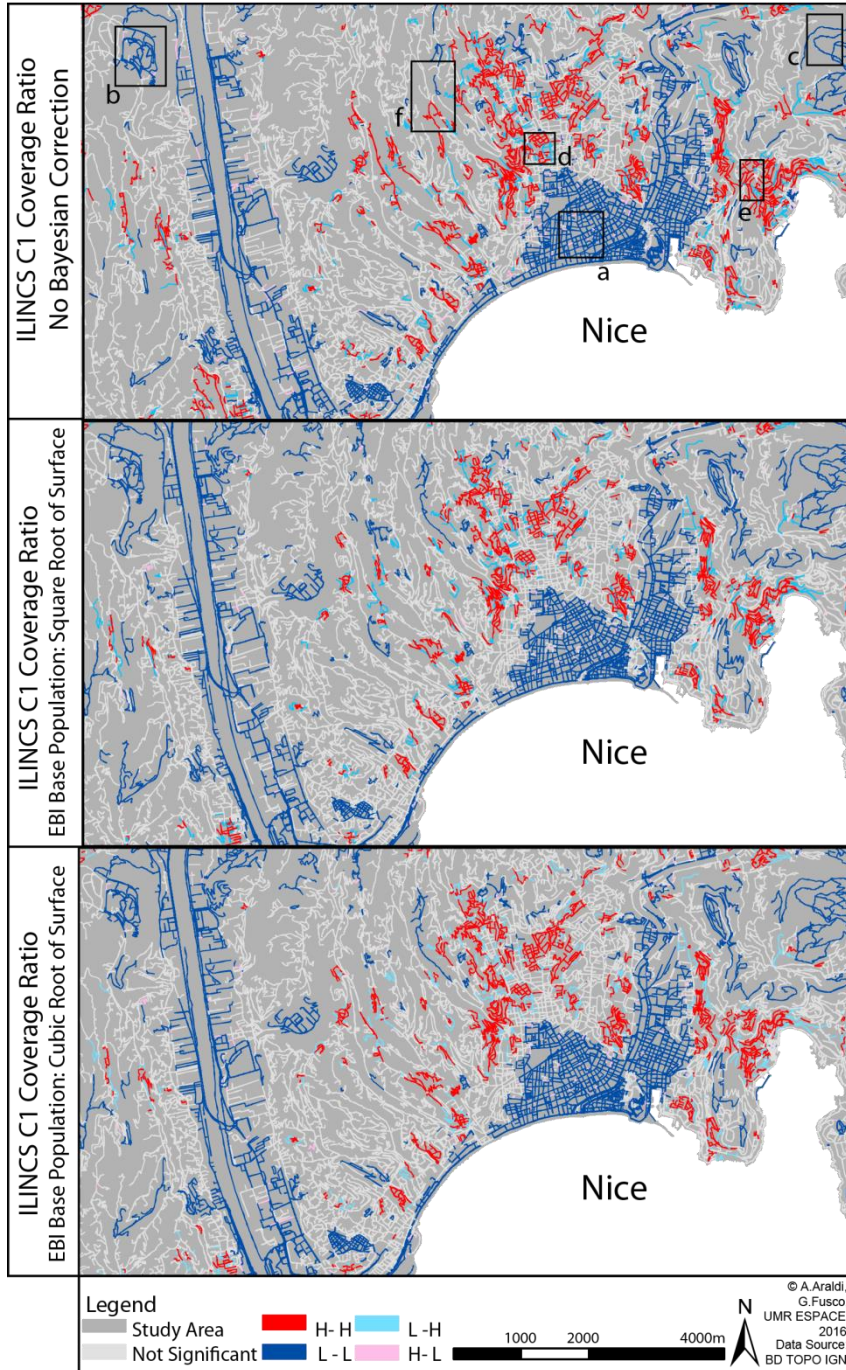 ILINCS C1 Coverage Ratio
No Bayesian Correction
b
f
d
a
c
e
Nice
ILINCS C1 Coverage Ratio
EBI Base Population: Square Root of Surface
Nice
ILINCS C1 Coverage Ratio
EBI Base Population: Cubic Root of Surface
Nice
Legend
Study Area
Not Significant
H- H
L - L
L -H
H- L
1000
2000
4000m
N
© A.Araldi,
G.Fusco
UMR ESPACE
2016
Data Source:
BD TOPO IGN